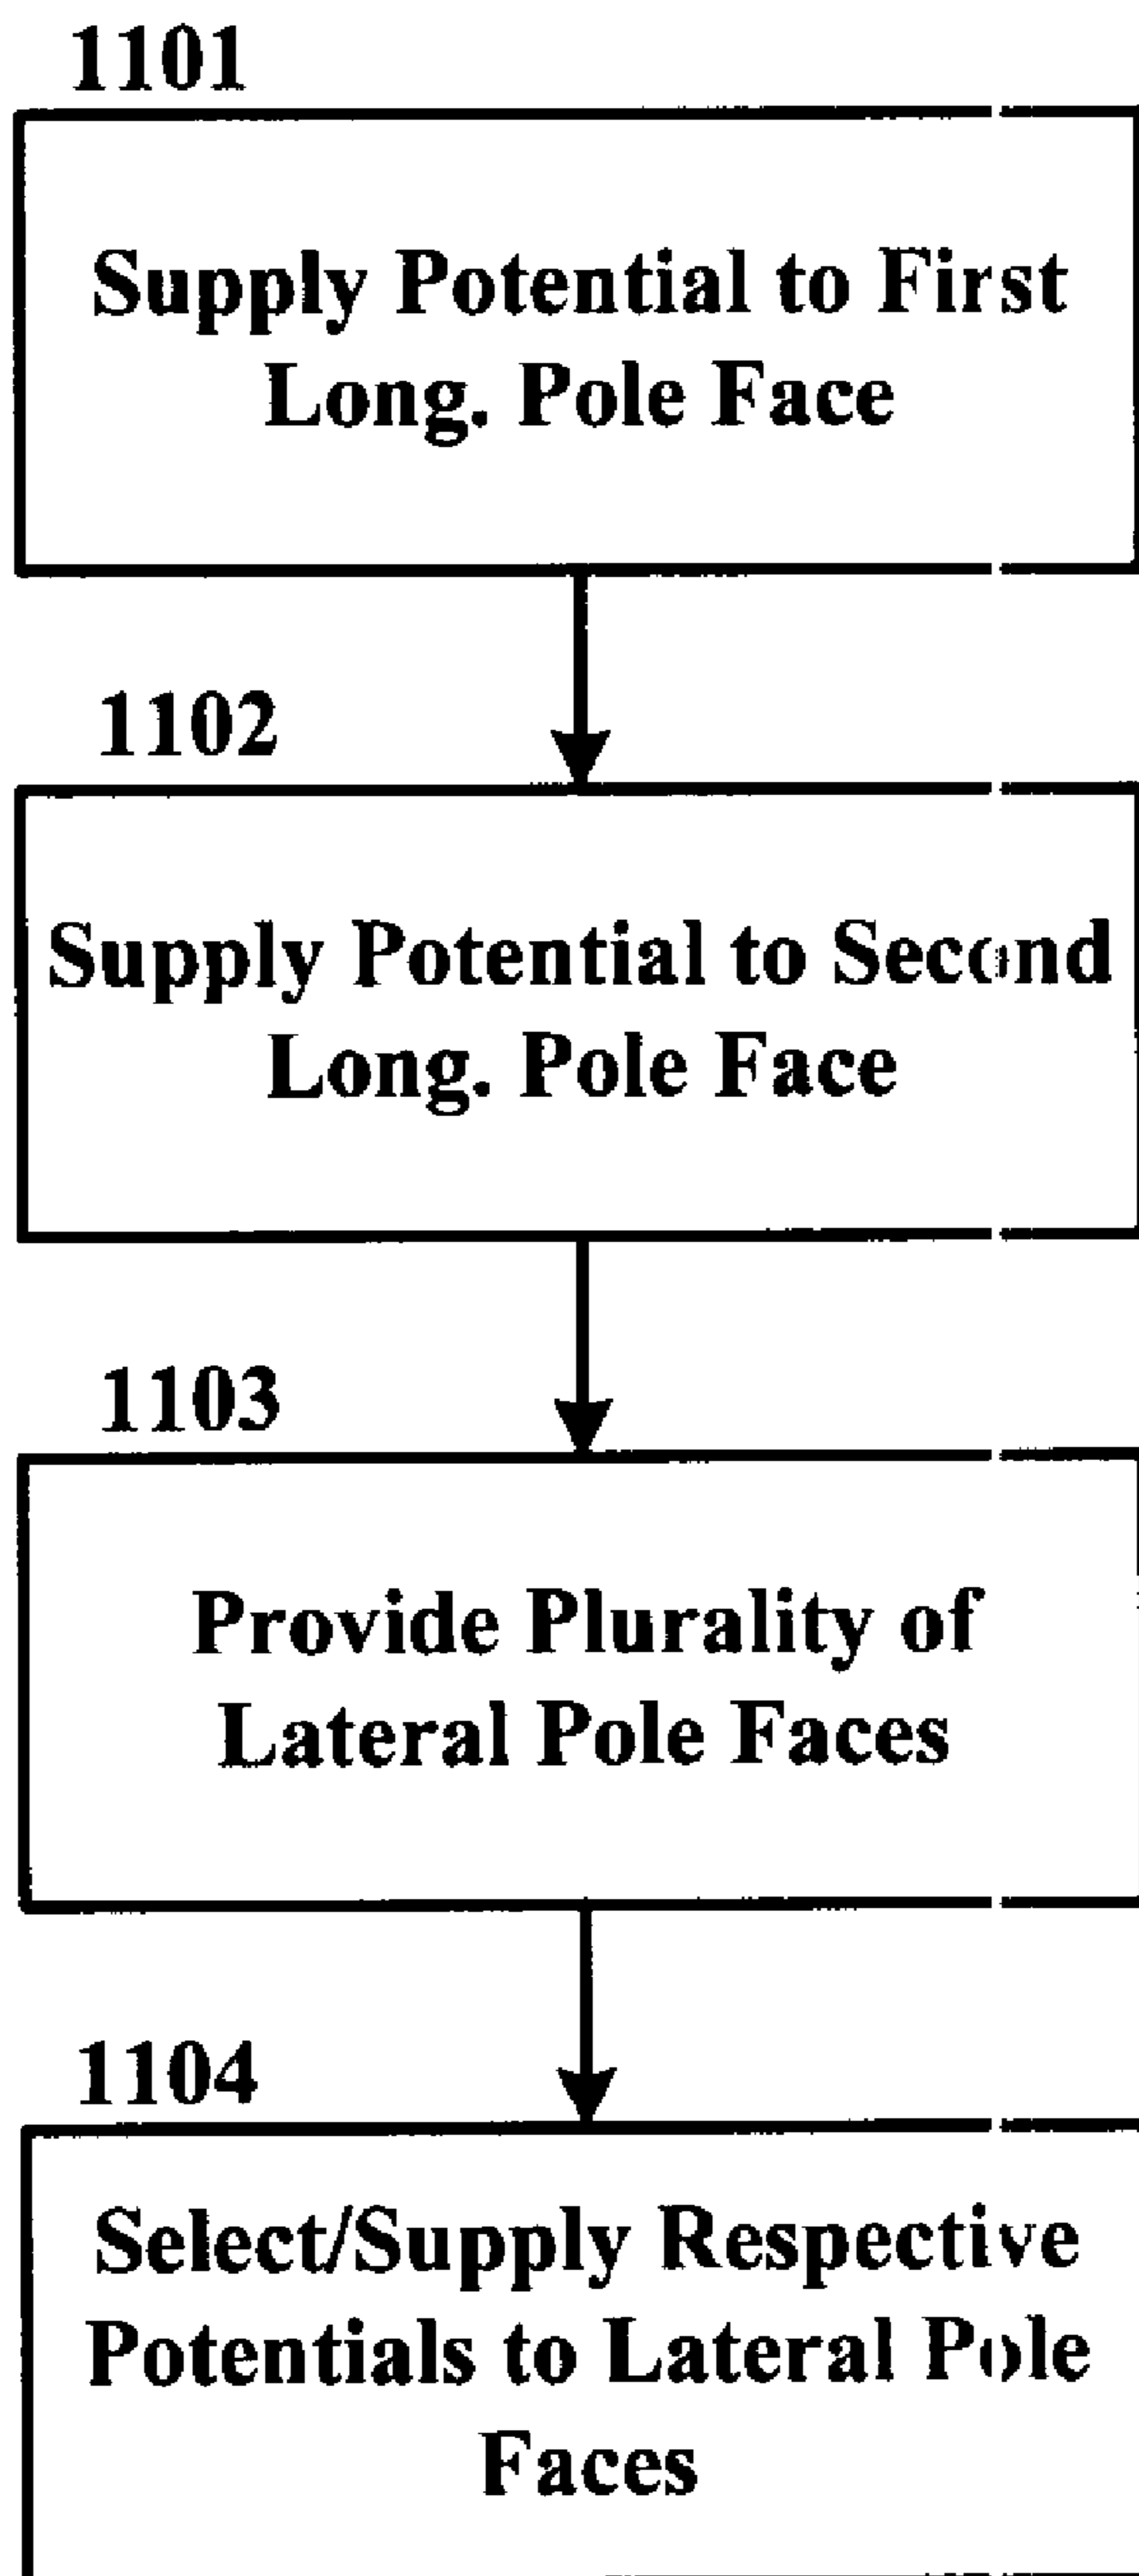 1101
Supply Potential to First
Long. Pole Face
1102
Supply Potential to Second
Long. Pole Face
1103
Provide Plurality of
Lateral Pole Faces
1104
Select/Supply Respective
Potentials to Lateral Pole
Faces